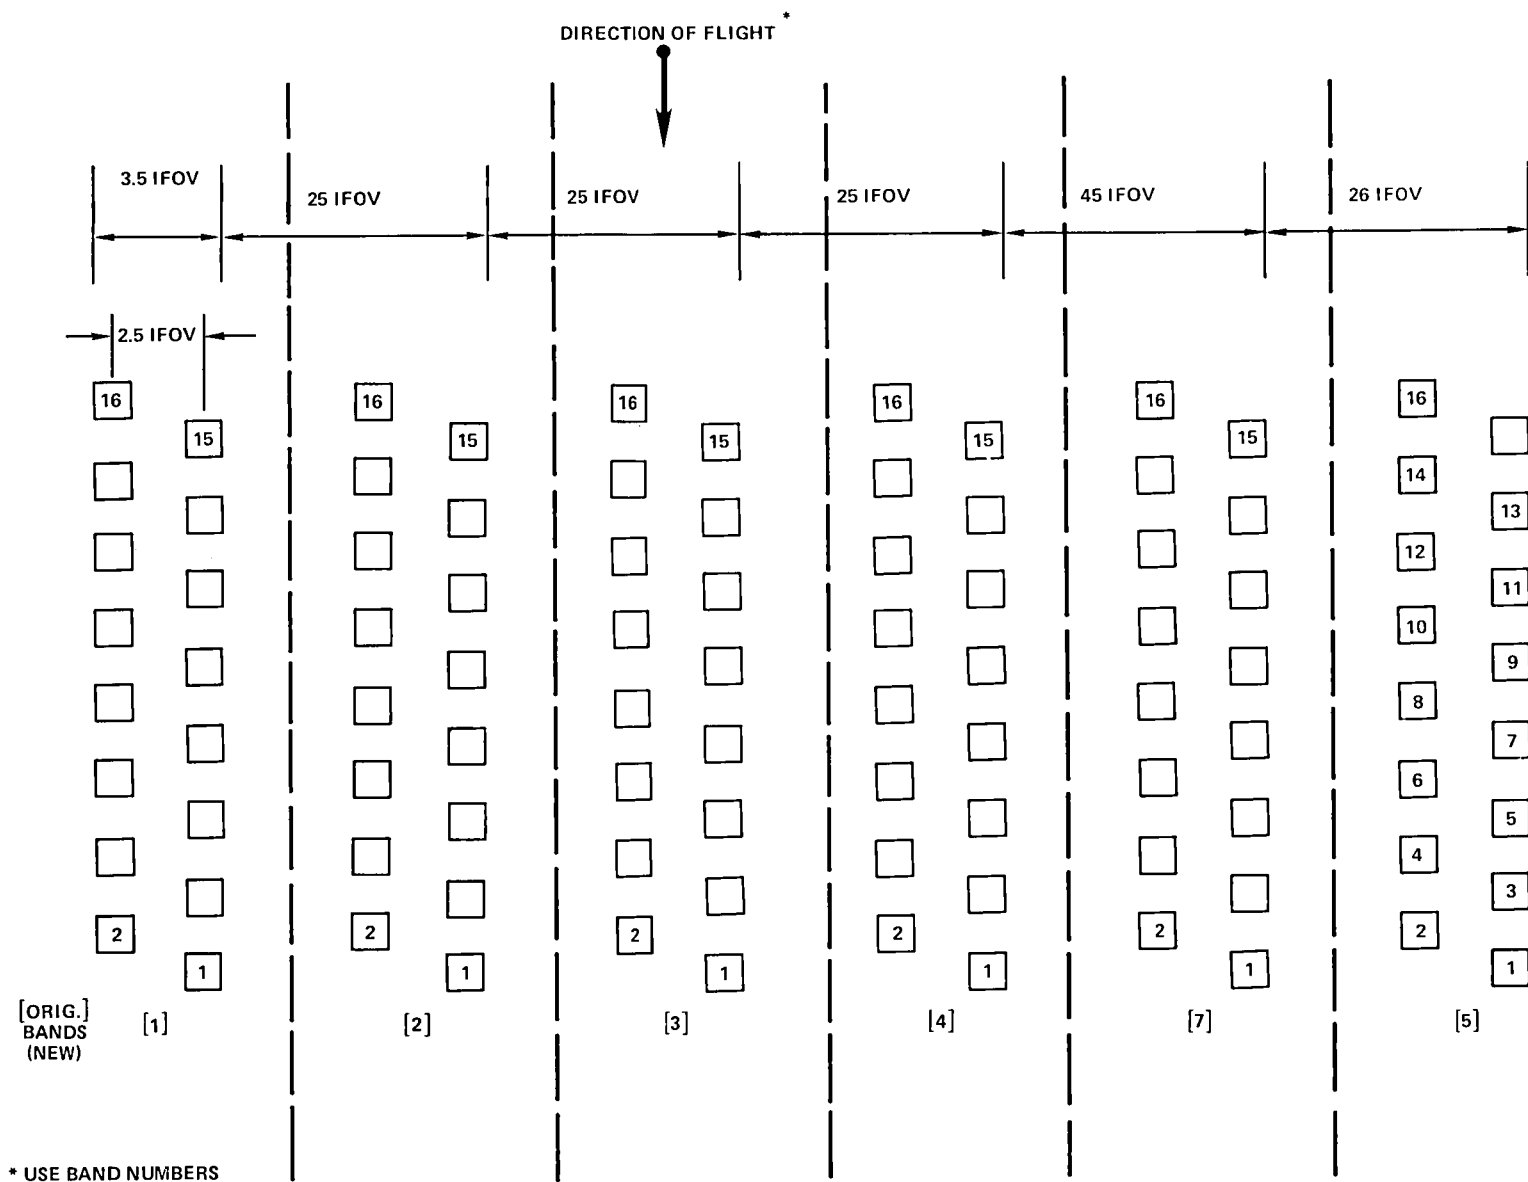 DIRECTION OF FLIGHT *
3.5 IFOV
25 IFOV
25 IFOV
25 IFOV
45 IFOV
26 IFOV
2.5 IFOV
16 16 16 16 16 16
15 15 15 15 15
14
13
12
11
10
9
8
7
6
5
4
3
2 2 2 2 2 2
1 1 1 1 1 1
[ORIG.] [1] [2] [3] [4] [7] [5]
BANDS
(NEW)
* USE BAND NUMBERS